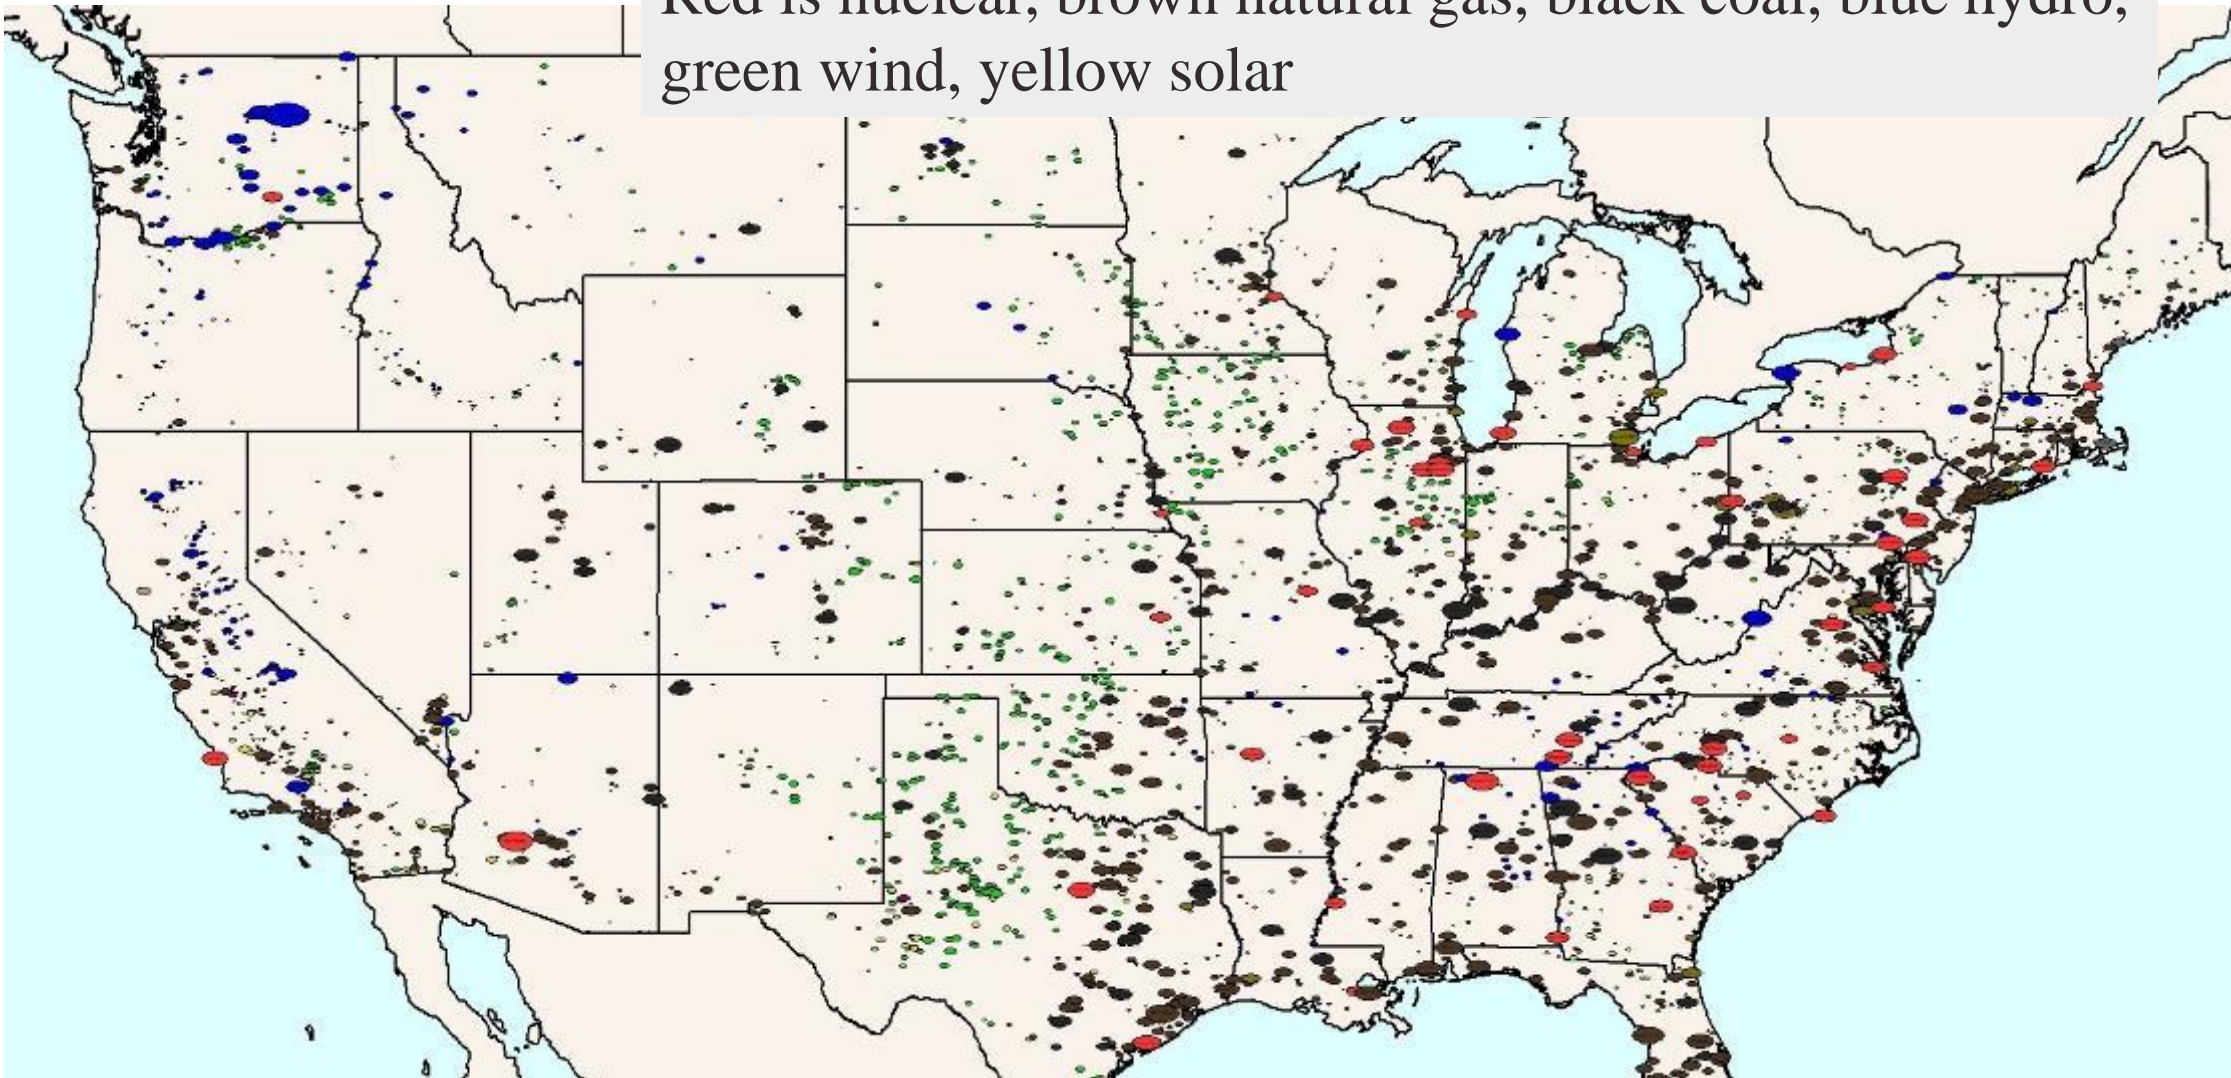 Red is nuclear, brown natural gas, black coal, blue hydro,
green wind, yellow solar